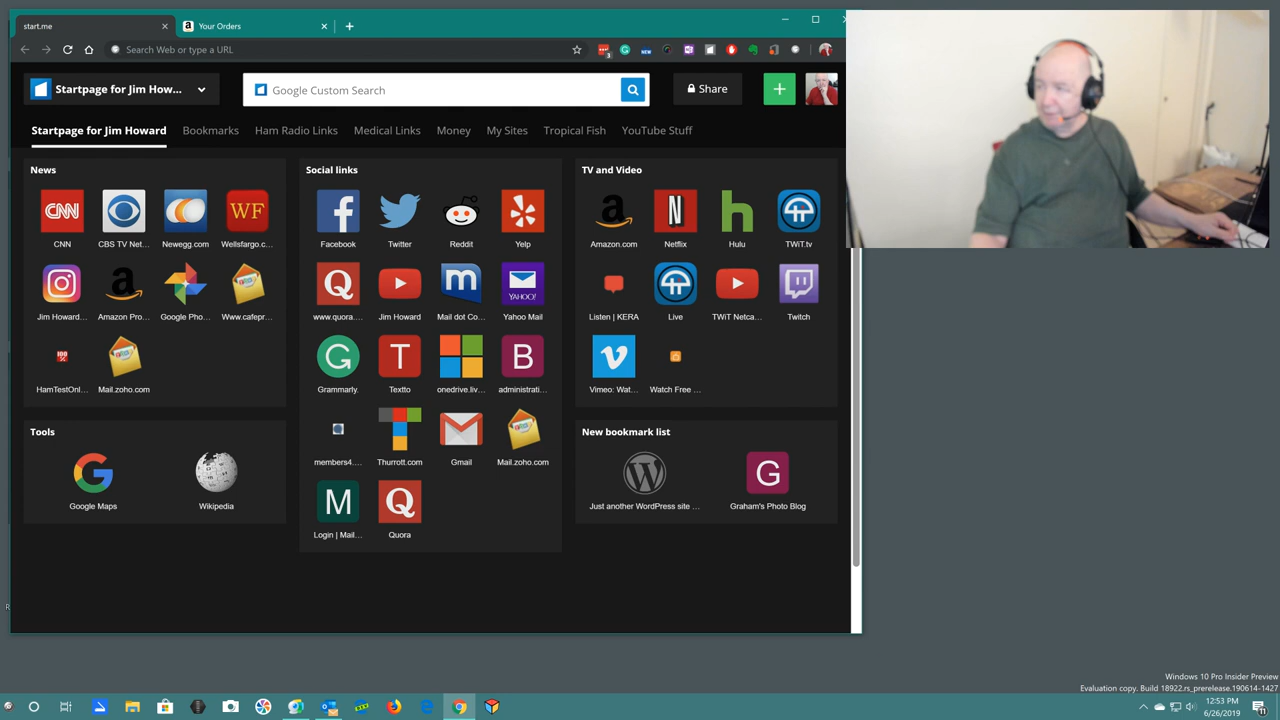 start.me
Your Orders
Search Web or type a URL
Startpage for Jim How...
Google Custom Search
Share
Startpage for Jim Howard
Bookmarks
Ham Radio Links
Medical Links
Money
My Sites
Tropical Fish
YouTube Stuff
News
CNN
CNN
CBS TV Net...
Newegg.com
WF
Wellsfargo.c...
Jim Howard...
Amazon Pro...
Google Pho...
Www.cafepr...
HamTestOnl...
Mail.zoho.com
Tools
Google Maps
Wikipedia
Social links
Facebook
Twitter
Reddit
Yelp
Q
www.quora....
Jim Howard
m
Mail dot Co...
YAHOO!
Yahoo Mail
G
Grammarly.
T
Textto
onedrive.liv...
B
administrati...
members4....
Thurrott.com
Gmail
Mail.zoho.com
M
Login | Mail...
Q
Quora
TV and Video
Amazon.com
N
Netflix
h
Hulu
TWiT.tv
Listen | KERA
Live
TWiT Netca...
Twitch
Vimeo: Wat...
Watch Free ...
New bookmark list
Just another WordPress site ...
G
Graham's Photo Blog
Windows 10 Pro Insider Preview
Evaluation copy. Build 18922.rs_prerelease.190614-1427
12:53 PM
6/26/2019
11